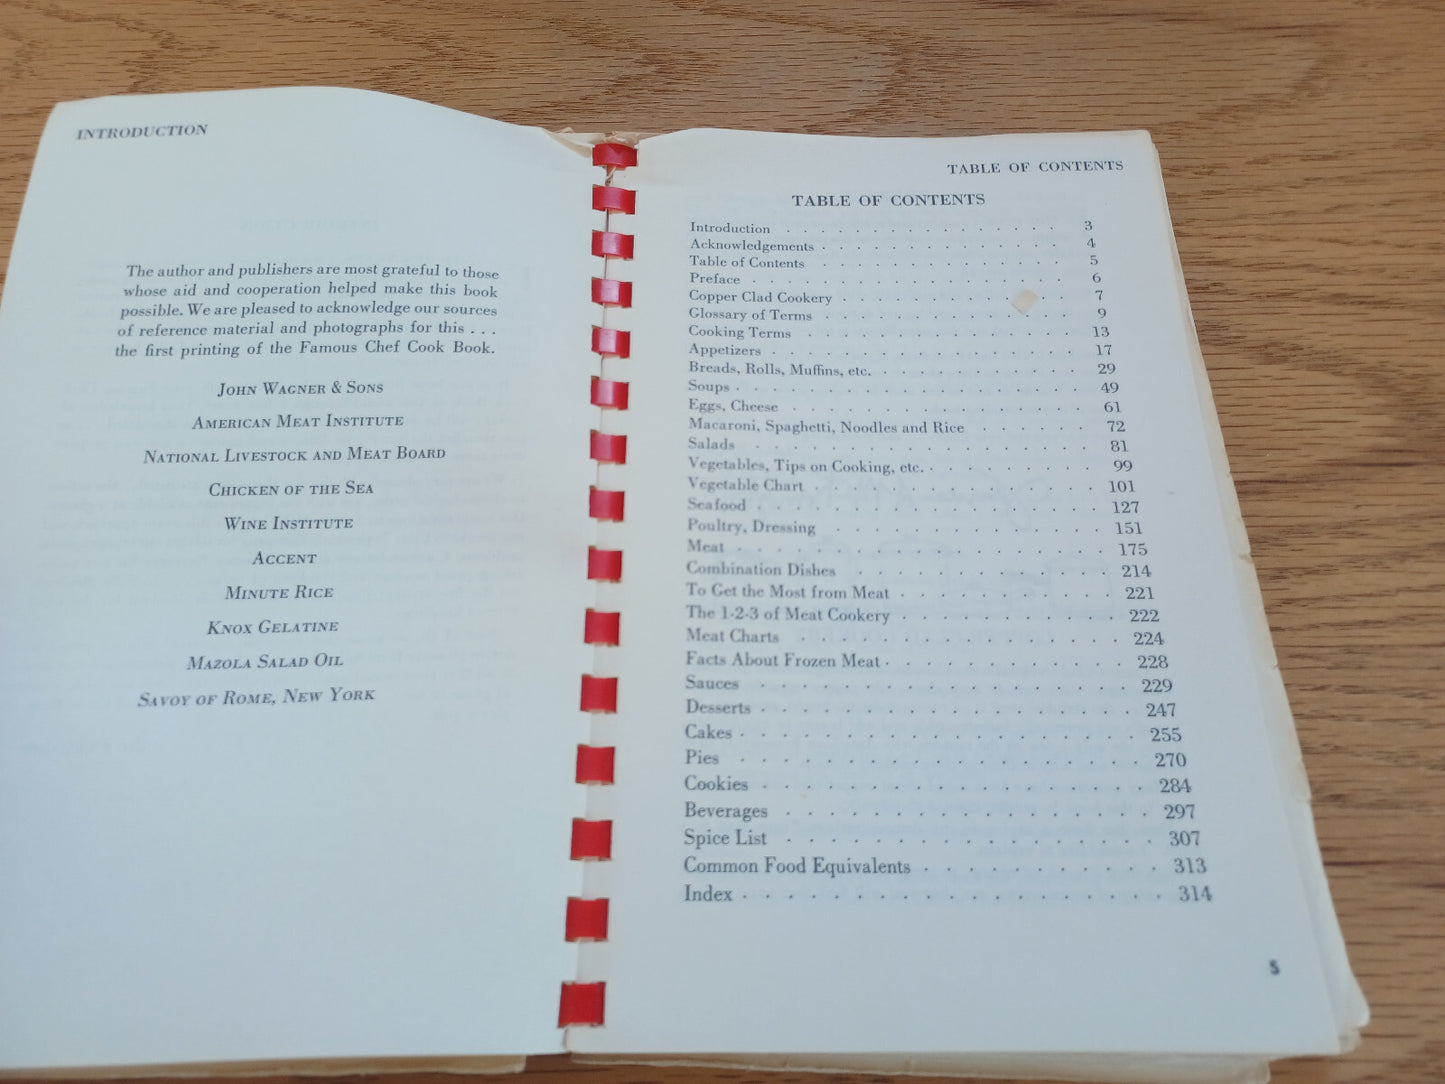 INTRODUCTION
The author and publishers are most grateful to those
whose aid and cooperation helped make this book
possible. We are pleased to acknowledge our sources
of reference material and photographs for this . . .
the first printing of the Famous Chef Cook Book.
JOHN WAGNER & SONS
AMERICAN MEAT INSTITUTE
NATIONAL LIVESTOCK AND MEAT BOARD
CHICKEN OF THE SEA
WINE INSTITUTE
ACCENT
MINUTE RICE
KNOX GELATINE
MAZOLA SALAD OIL
SAVOY OF ROME, NEW YORK
TABLE OF CONTENTS
TABLE OF CONTENTS
Introduction . . . . . . . . . . . . . . . . 3
Acknowledgements . . . . . . . . . . . . . . 4
Table of Contents . . . . . . . . . . . . . . 5
Preface . . . . . . . . . . . . . . . . . . 6
Copper Clad Cookery . . . . . . . . . . . . . 7
Glossary of Terms . . . . . . . . . . . . . . 9
Cooking Terms . . . . . . . . . . . . . . . 13
Appetizers . . . . . . . . . . . . . . . . . 17
Breads, Rolls, Muffins, etc. . . . . . . . . . . . 29
Soups . . . . . . . . . . . . . . . . . . . 49
Eggs, Cheese . . . . . . . . . . . . . . . . 61
Macaroni, Spaghetti, Noodles and Rice . . . . . . 72
Salads . . . . . . . . . . . . . . . . . . 81
Vegetables, Tips on Cooking, etc. . . . . . . . . . 99
Vegetable Chart . . . . . . . . . . . . . . . 101
Seafood . . . . . . . . . . . . . . . . . . 127
Poultry, Dressing . . . . . . . . . . . . . . 151
Meat . . . . . . . . . . . . . . . . . . . 175
Combination Dishes . . . . . . . . . . . . . 214
To Get the Most from Meat . . . . . . . . . . . 221
The 1-2-3 of Meat Cookery . . . . . . . . . . . 222
Meat Charts . . . . . . . . . . . . . . . . 224
Facts About Frozen Meat . . . . . . . . . . . . 228
Sauces . . . . . . . . . . . . . . . . . . 229
Desserts . . . . . . . . . . . . . . . . . . 247
Cakes . . . . . . . . . . . . . . . . . . . 255
Pies . . . . . . . . . . . . . . . . . . . 270
Cookies . . . . . . . . . . . . . . . . . . 284
Beverages . . . . . . . . . . . . . . . . . 297
Spice List . . . . . . . . . . . . . . . . . 307
Common Food Equivalents . . . . . . . . . . . 313
Index . . . . . . . . . . . . . . . . . . . 314
5